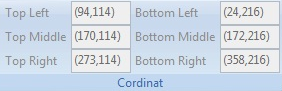 Top Left (94,114) Bottom Left (24,216)
Top Middle (170,114) Bottom Middle (172,216)
Top Right (273,114) Bottom Right (358,216)
Cordinat